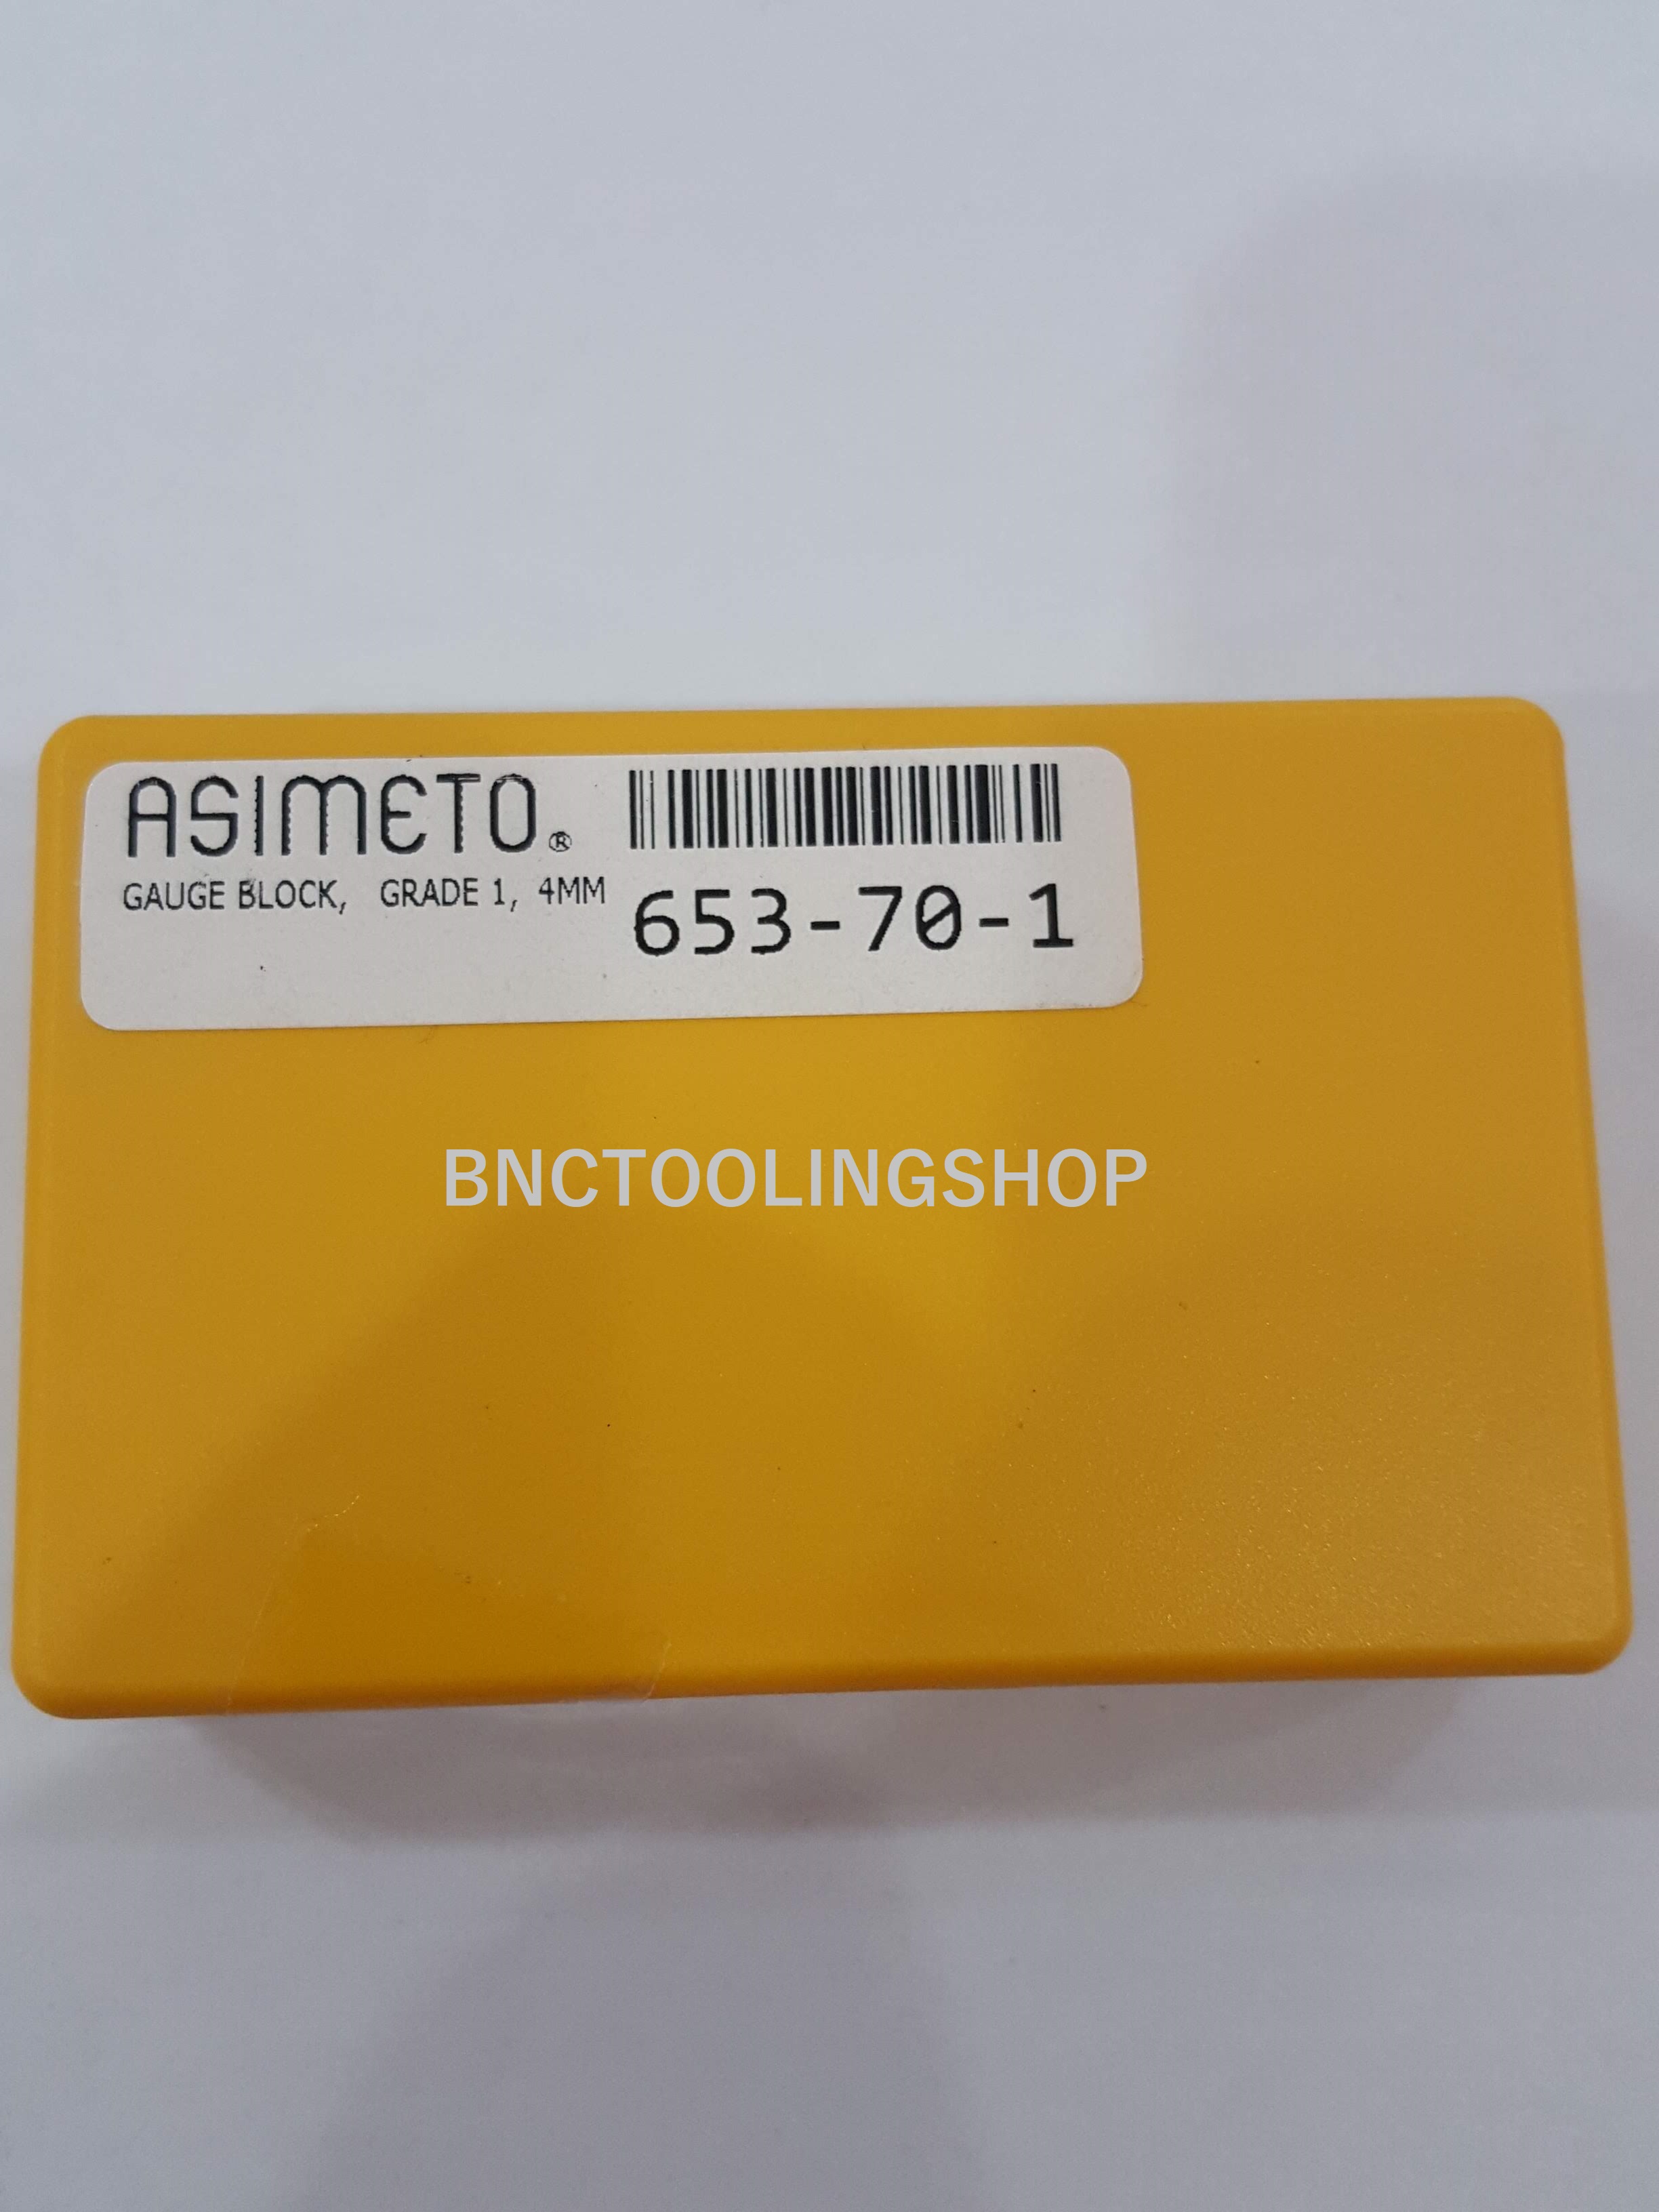 ASIMETO®
GAUGE BLOCK, GRADE 1, 4MM
653-70-1
BNCTOOLINGSHOP